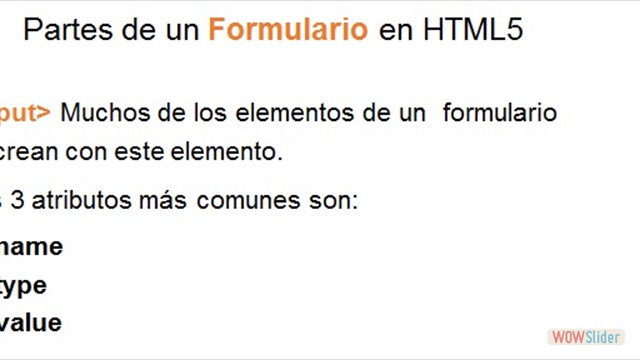 Partes de un Formulario en HTML5
put> Muchos de los elementos de un formulario
crean con este elemento.
s 3 atributos más comunes son:
name
type
value
WOWSlider